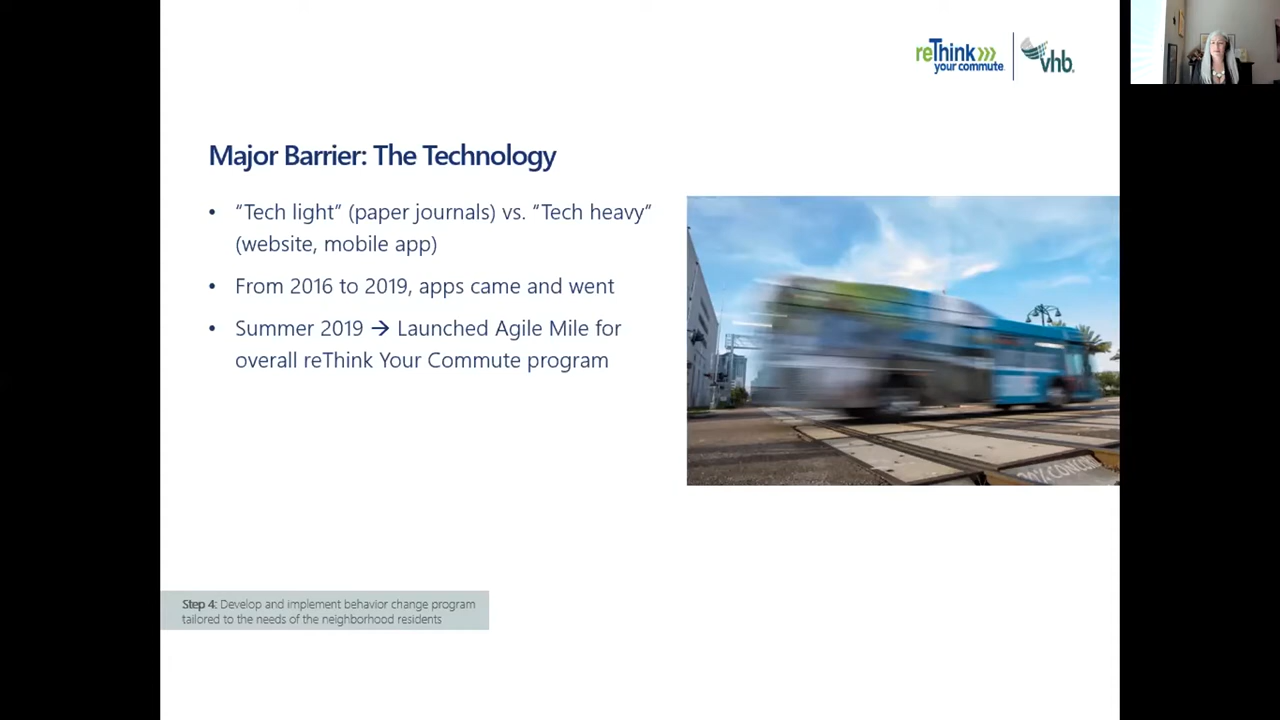 reThink
your commute
vhb
Major Barrier: The Technology
• “Tech light” (paper journals) vs. “Tech heavy”
(website, mobile app)
• From 2016 to 2019, apps came and went
• Summer 2019 → Launched Agile Mile for
overall reThink Your Commute program
Step 4: Develop and implement behavior change program
tailored to the needs of the neighborhood residents